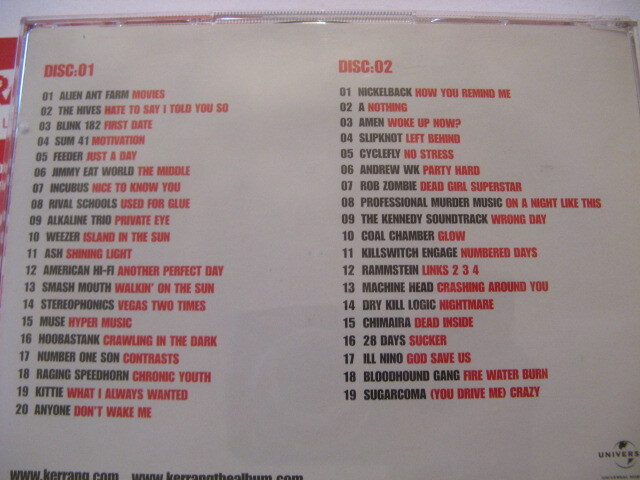 DISC:01
01 ALIEN ANT FARM MOVIES
02 THE HIVES HATE TO SAY I TOLD YOU SO
03 BLINK 182 FIRST DATE
04 SUM 41 MOTIVATION
05 FEEDER JUST A DAY
06 JIMMY EAT WORLD THE MIDDLE
07 INCUBUS NICE TO KNOW YOU
08 RIVAL SCHOOLS USED FOR GLUE
09 ALKALINE TRIO PRIVATE EYE
10 WEEZER ISLAND IN THE SUN
11 ASH SHINING LIGHT
12 AMERICAN HI-FI ANOTHER PERFECT DAY
13 SMASH MOUTH WALKIN' ON THE SUN
14 STEREOPHONICS VEGAS TWO TIMES
15 MUSE HYPER MUSIC
16 HOOBASTANK CRAWLING IN THE DARK
17 NUMBER ONE SON CONTRASTS
18 RAGING SPEEDHORN CHRONIC YOUTH
19 KITTIE WHAT I ALWAYS WANTED
20 ANYONE DON'T WAKE ME
DISC:02
01 NICKELBACK HOW YOU REMIND ME
02 A NOTHING
03 AMEN WOKE UP NOW?
04 SLIPKNOT LEFT BEHIND
05 CYCLEFLY NO STRESS
06 ANDREW WK PARTY HARD
07 ROB ZOMBIE DEAD GIRL SUPERSTAR
08 PROFESSIONAL MURDER MUSIC ON A NIGHT LIKE THIS
09 THE KENNEDY SOUNDTRACK WRONG DAY
10 COAL CHAMBER GLOW
11 KILLSWITCH ENGAGE NUMBERED DAYS
12 RAMMSTEIN LINKS 2 3 4
13 MACHINE HEAD CRASHING AROUND YOU
14 DRY KILL LOGIC NIGHTMARE
15 CHIMAIRA DEAD INSIDE
16 28 DAYS SUCKER
17 ILL NINO GOD SAVE US
18 BLOODHOUND GANG FIRE WATER BURN
19 SUGARCOMA (YOU DRIVE ME) CRAZY
www.kerrang.com www.kerrangthealbum.com
UNIVERS